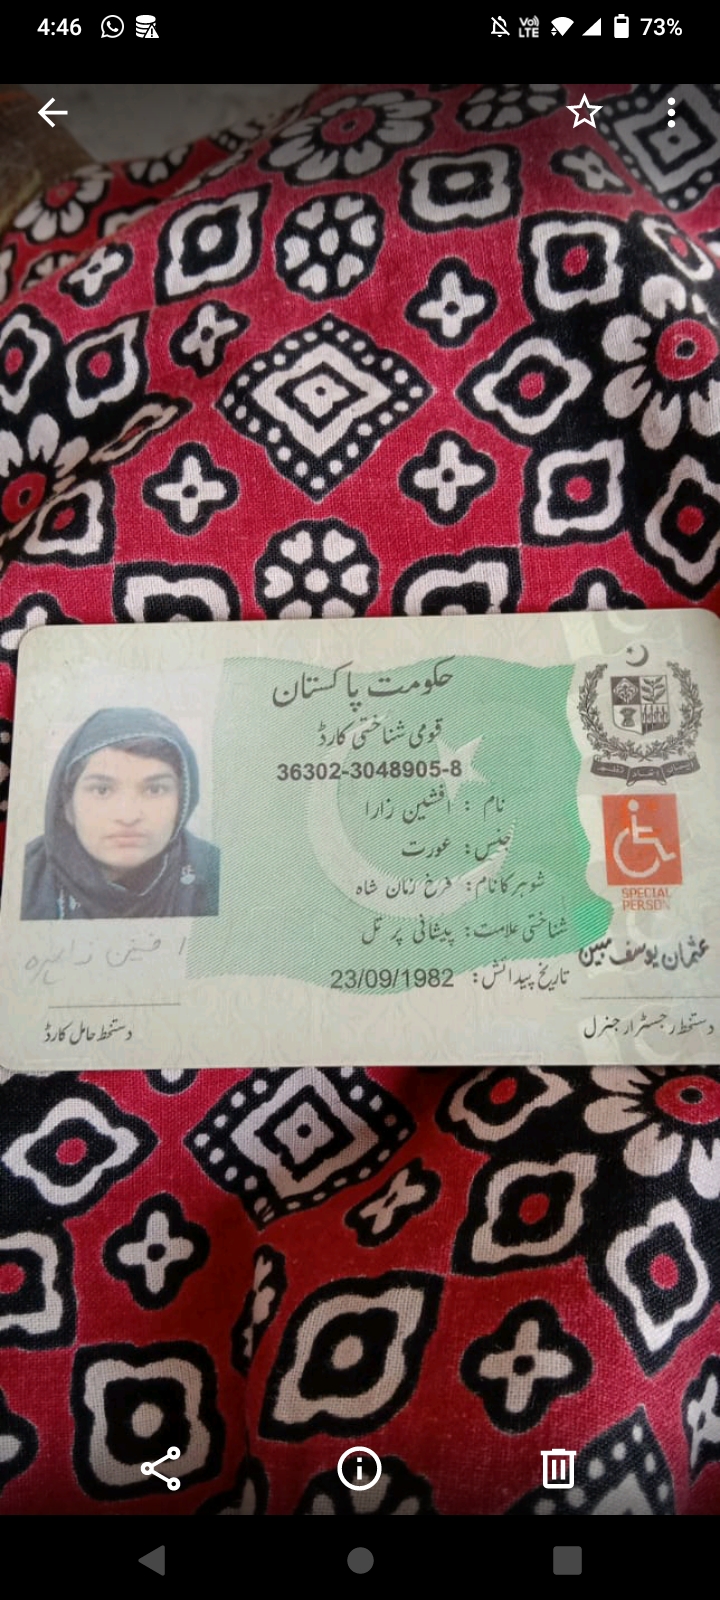 4:46
Vo) LTE
73%
حکومت پاکستان
قومی شناختی کارڈ
36302-3048905-8
نام : افشین زارا
جنس: عورت
شوہر کا نام: فرخ زمان شاہ
شناختی علامت: پیشانی پر تل
تاریخ پیدائش: 23/09/1982
SPECIAL
PERSON
عثمان یوسف مبین
دستخط حامل کارڈ
دستخط رجسٹرار جنرل